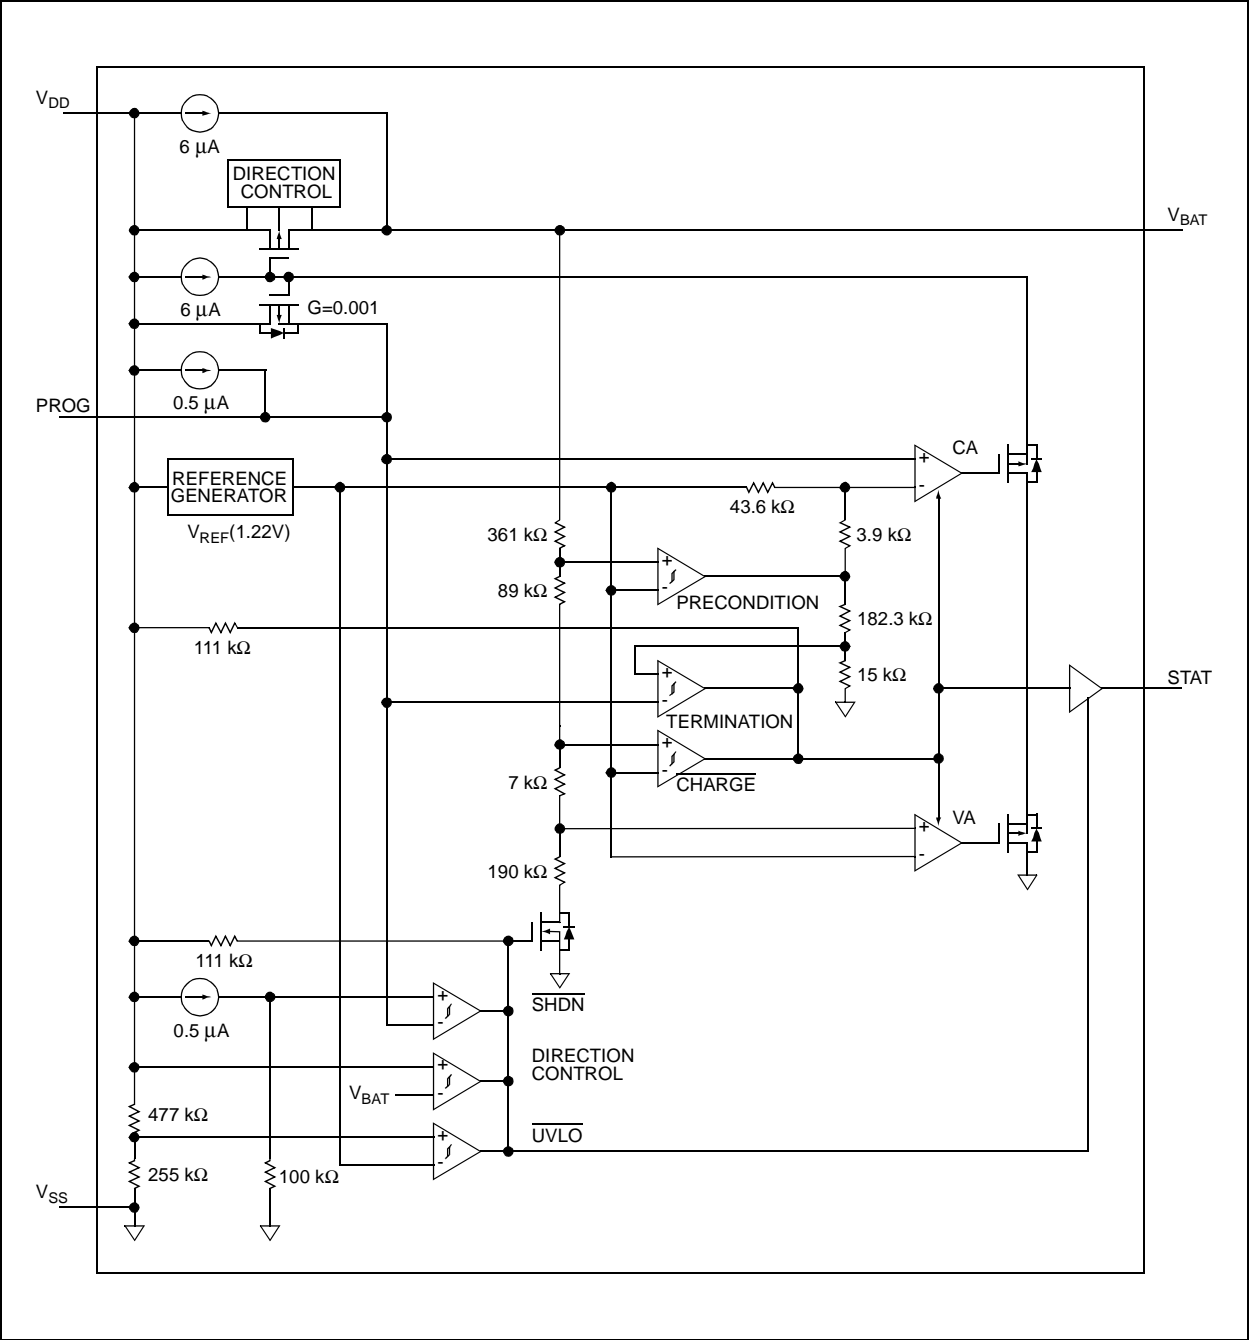 VDD
6 µA
DIRECTION
CONTROL
VBAT
6 µA
G=0.001
0.5 µA
PROG
CA
+
-
REFERENCE
GENERATOR
43.6 kΩ
VREF(1.22V)
361 kΩ
3.9 kΩ
+
-
89 kΩ
PRECONDITION
182.3 kΩ
111 kΩ
+
-
15 kΩ
STAT
TERMINATION
+
-
7 kΩ
CHARGE
VA
+
-
190 kΩ
111 kΩ
+
-
SHDN
0.5 µA
DIRECTION
CONTROL
+
-
VBAT
477 kΩ
+
-
UVLO
255 kΩ
100 kΩ
VSS